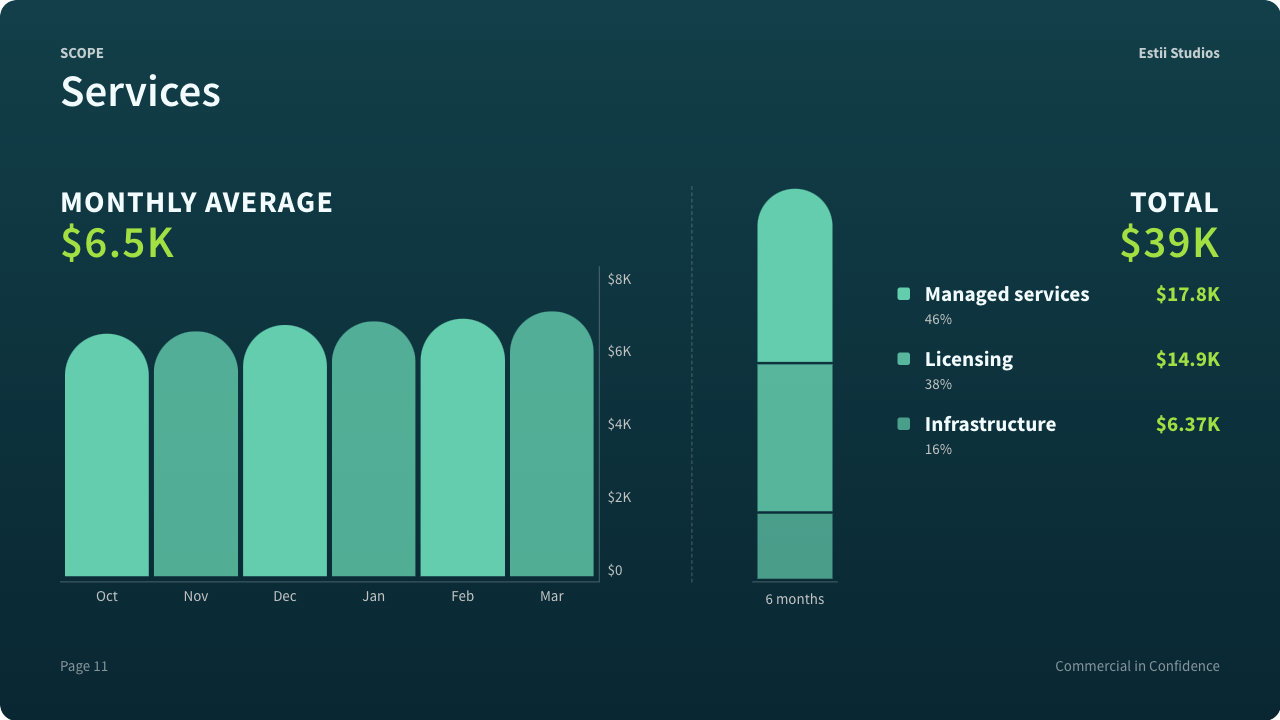 SCOPE
Estii Studios
Services
MONTHLY AVERAGE
$6.5K
$8K
$6K
$4K
$2K
$0
Oct Nov Dec Jan Feb Mar
6 months
TOTAL
$39K
Managed services $17.8K
46%
Licensing $14.9K
38%
Infrastructure $6.37K
16%
Page 11
Commercial in Confidence